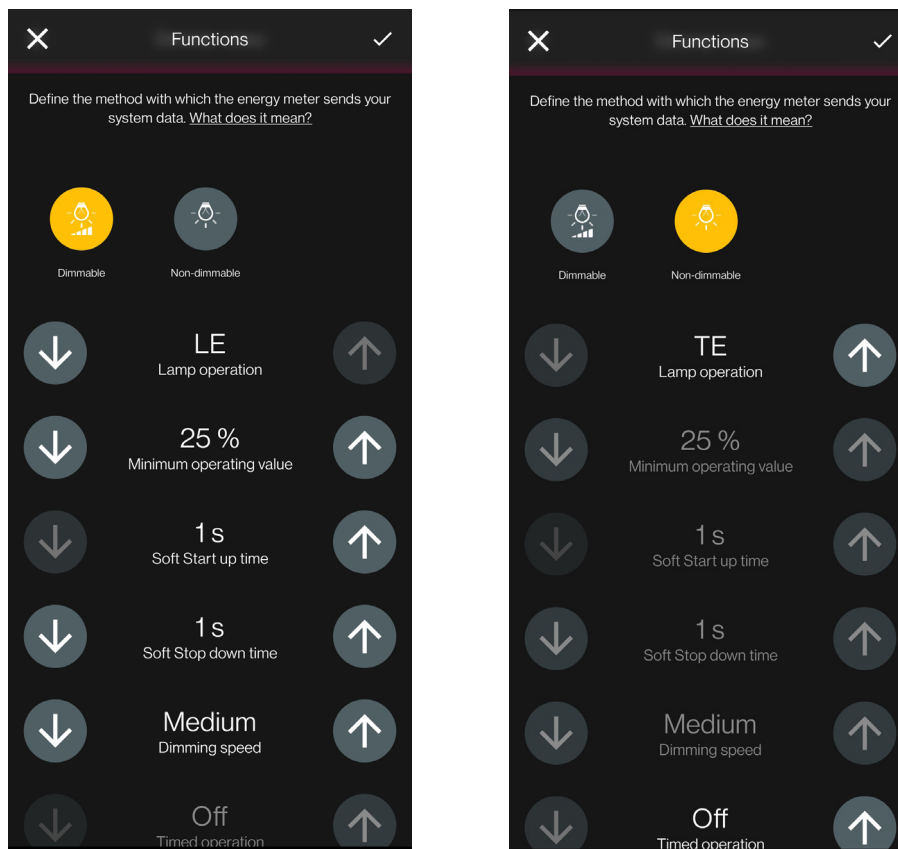 Functions
Define the method with which the energy meter sends your
system data. What does it mean?
Dimmable
Non-dimmable
LE
Lamp operation
25 %
Minimum operating value
1 s
Soft Start up time
1 s
Soft Stop down time
Medium
Dimming speed
Off
Timed operation
Functions
Define the method with which the energy meter sends your
system data. What does it mean?
Dimmable
Non-dimmable
TE
Lamp operation
25 %
Minimum operating value
1 s
Soft Start up time
1 s
Soft Stop down time
Medium
Dimming speed
Off
Timed operation